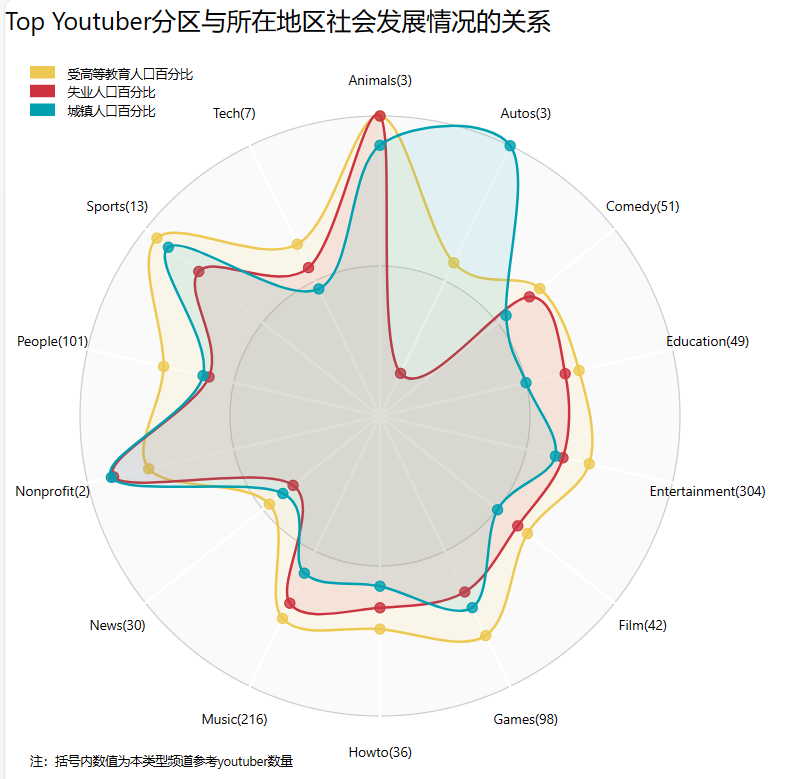 Top Youtuber分区与所在地区社会发展情况的关系
受高等教育人口百分比
失业人口百分比
城镇人口百分比
Animals(3)
Tech(7)
Autos(3)
Sports(13)
Comedy(51)
People(101)
Education(49)
Nonprofit(2)
Entertainment(304)
News(30)
Film(42)
Music(216)
Games(98)
Howto(36)
注：括号内数值为本类型频道参考youtuber数量